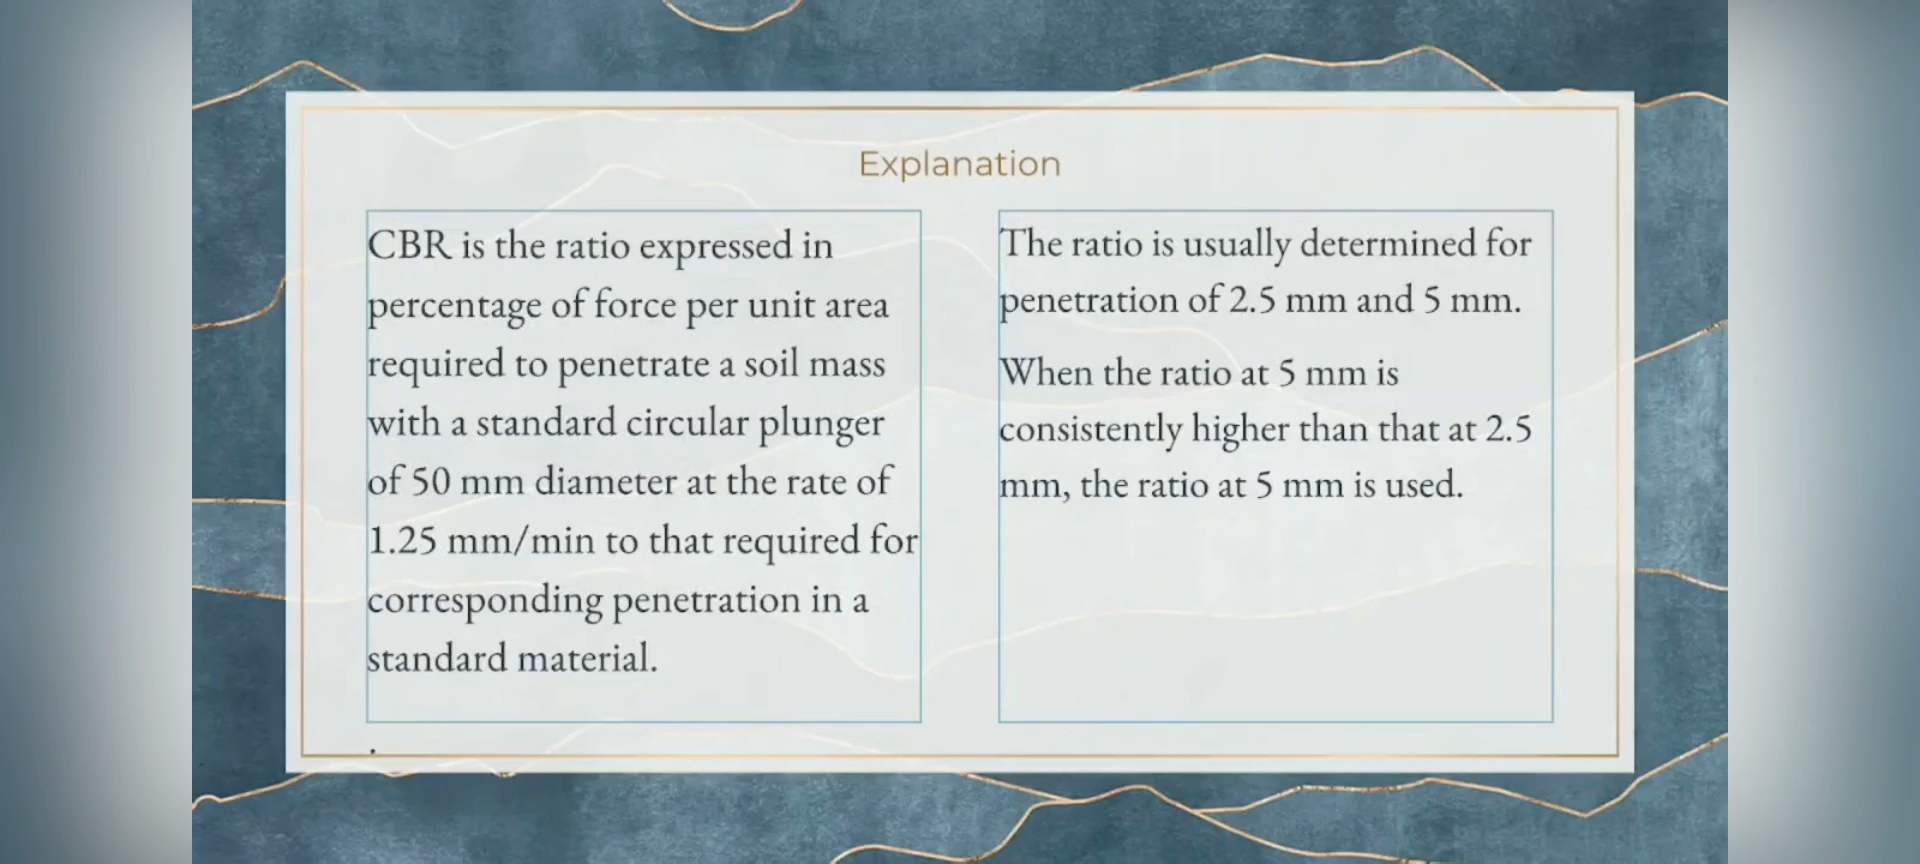 Explanation
CBR is the ratio expressed in
percentage of force per unit area
required to penetrate a soil mass
with a standard circular plunger
of 50 mm diameter at the rate of
1.25 mm/min to that required for
corresponding penetration in a
standard material.
.
The ratio is usually determined for
penetration of 2.5 mm and 5 mm.
When the ratio at 5 mm is
consistently higher than that at 2.5
mm, the ratio at 5 mm is used.